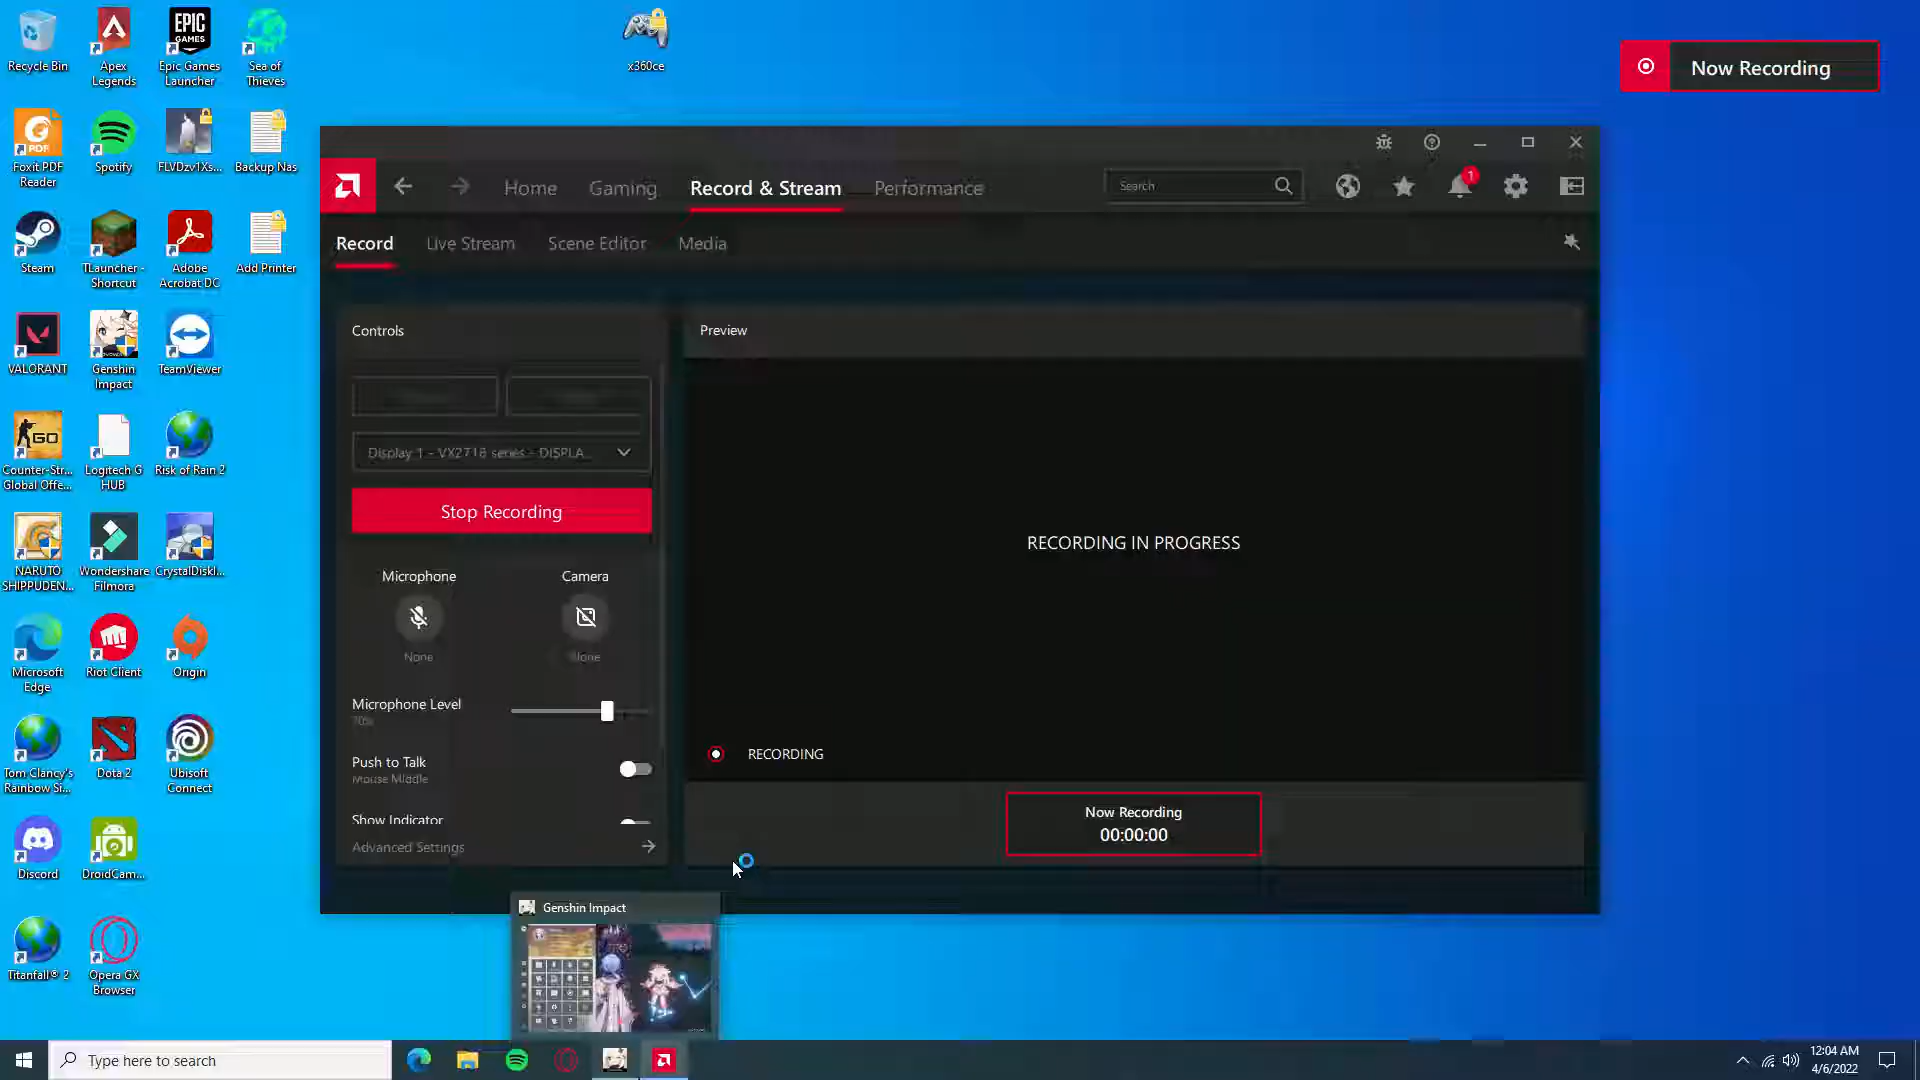 Recycle Bin
Apex
Legends
EPIC
GAMES
Epic Games
Launcher
Sea of
Thieves
x360ce
Now Recording
PDF
Foxit PDF
Reader
Spotify
FLVDzv1Xs...
Backup Nas
Home
Gaming
Record & Stream
Performance
Search
1
Record
Live Stream
Scene Editor
Media
Steam
TLauncher -
Shortcut
Adobe
Acrobat DC
Add Printer
Controls
Preview
VALORANT
Genshin
Impact
TeamViewer
Display 1 - VX2718 series - DISPLA...
GO
Counter-Str...
Global Offe...
Logitech G
HUB
Risk of Rain 2
Stop Recording
RECORDING IN PROGRESS
NARUTO
SHIPPUDEN...
Wondershare
Filmora
CrystalDiskI...
Microphone
Camera
None
None
Microsoft
Edge
Riot Client
Origin
Microphone Level
70%
Push to Talk
Mouse Middle
RECORDING
Tom Clancy's
Rainbow Si...
Dota 2
Ubisoft
Connect
Show Indicator
Advanced Settings
Now Recording
00:00:00
Discord
DroidCam...
Genshin Impact
Titanfall® 2
Opera GX
Browser
Type here to search
12:04 AM
4/6/2022